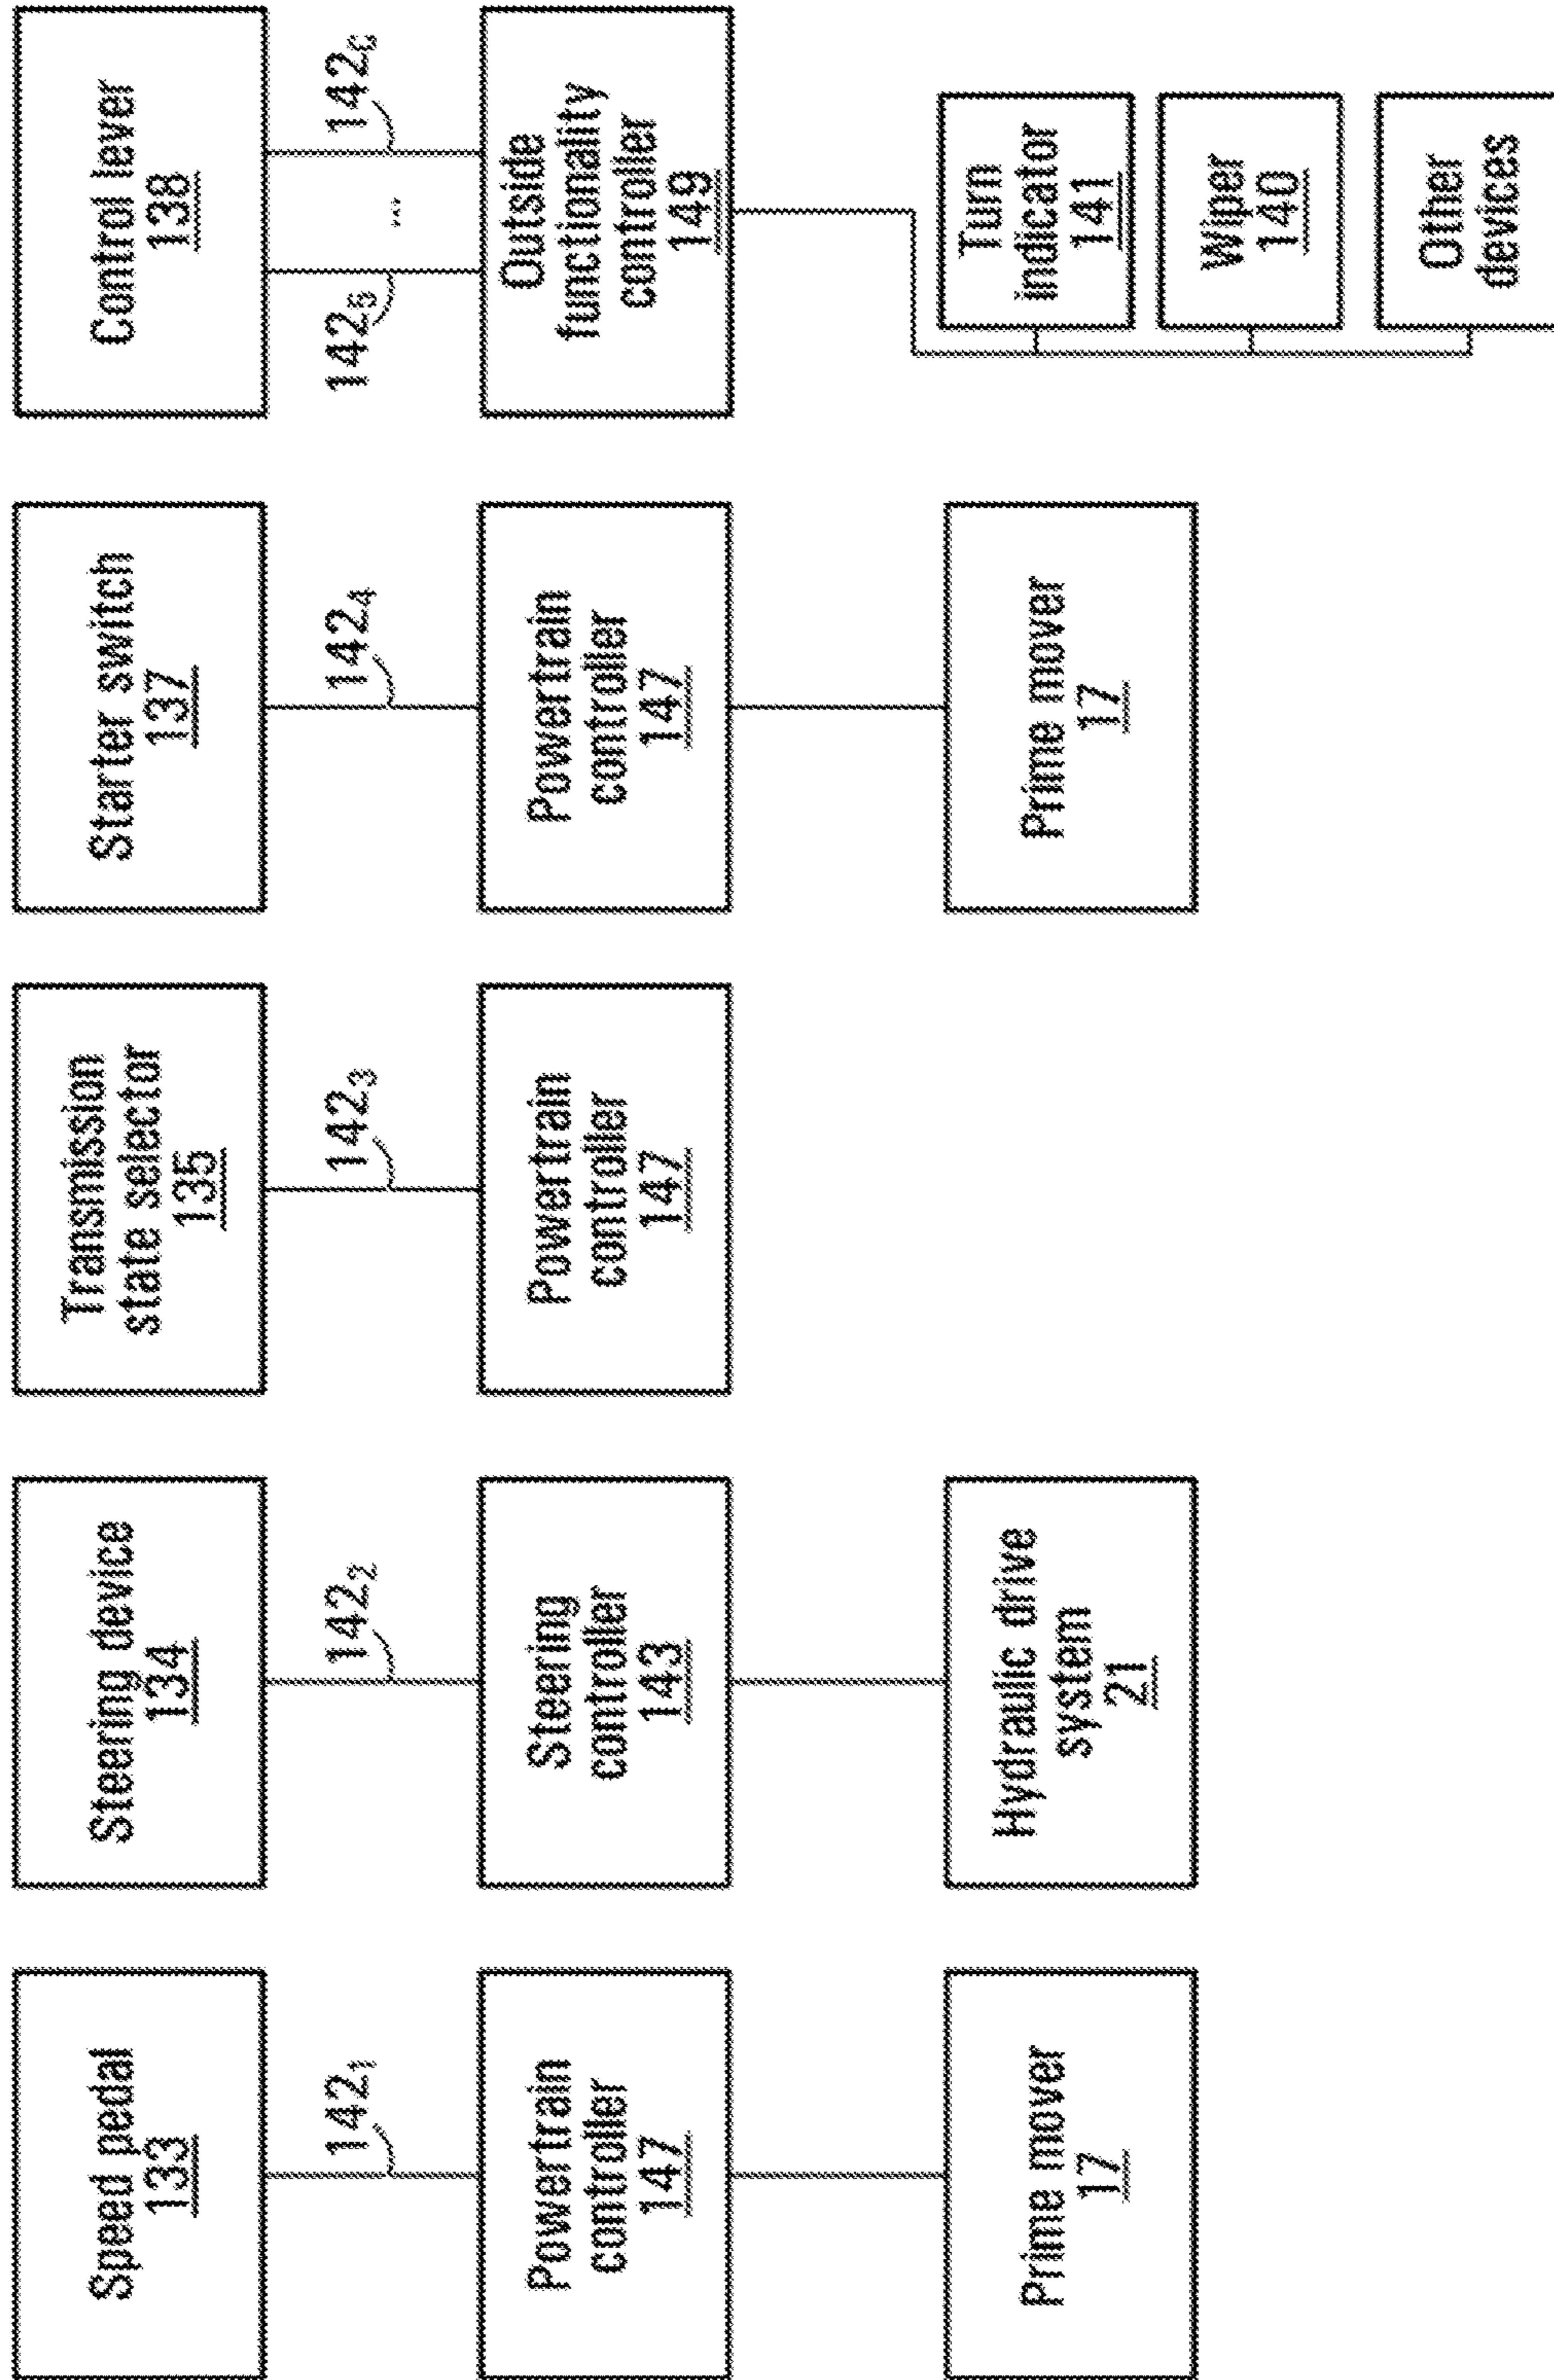 Speed pedal
133
142₁
Powertrain
controller
147
Prime mover
17
Steering device
134
142₂
Steering
controller
143
Hydraulic drive
system
21
Transmission
state selector
135
142₃
Powertrain
controller
147
Starter switch
137
142₄
Powertrain
controller
147
Prime mover
17
Control lever
138
142₅
...
142_C
Outside
functionality
controller
149
Turn
indicator
141
Wiper
140
Other
devices